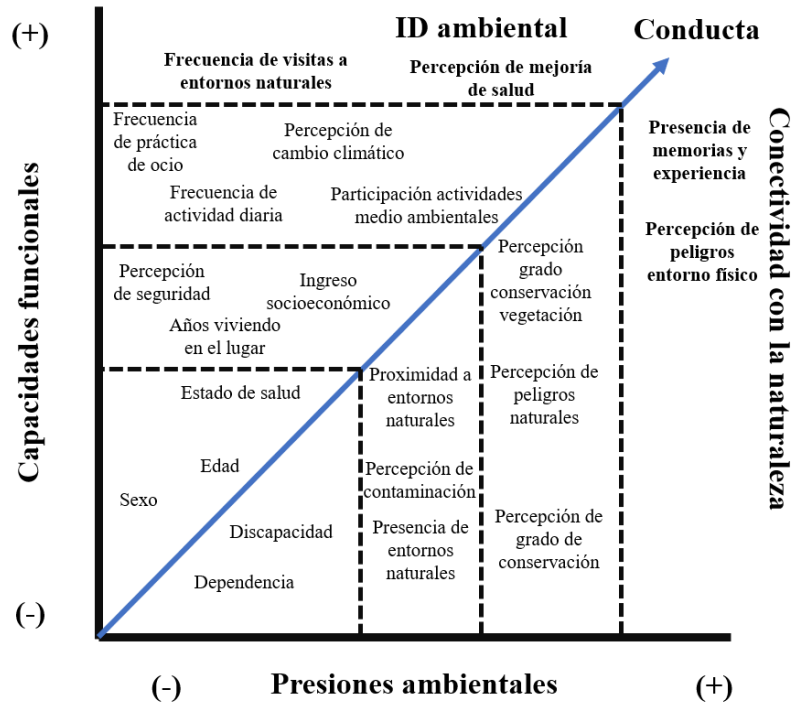 (+)
ID ambiental
Conducta
Frecuencia de visitas a
entornos naturales
Percepción de mejoría
de salud
Frecuencia
de práctica
de ocio
Percepción de
cambio climático
Presencia de
memorias y
experiencia
Frecuencia de
actividad diaria
Participación actividades
medio ambientales
Percepción de
peligros
entorno físico
Percepción
grado
conservación
vegetación
Percepción
de seguridad
Ingreso
socioeconómico
Años viviendo
en el lugar
Estado de salud
Proximidad a
entornos
naturales
Percepción de
peligros
naturales
Edad
Sexo
Percepción de
contaminación
Discapacidad
Presencia de
entornos
naturales
Percepción de
grado de
conservación
Dependencia
Capacidades funcionales
Conectividad con la naturaleza
(-)
(-)
Presiones ambientales
(+)